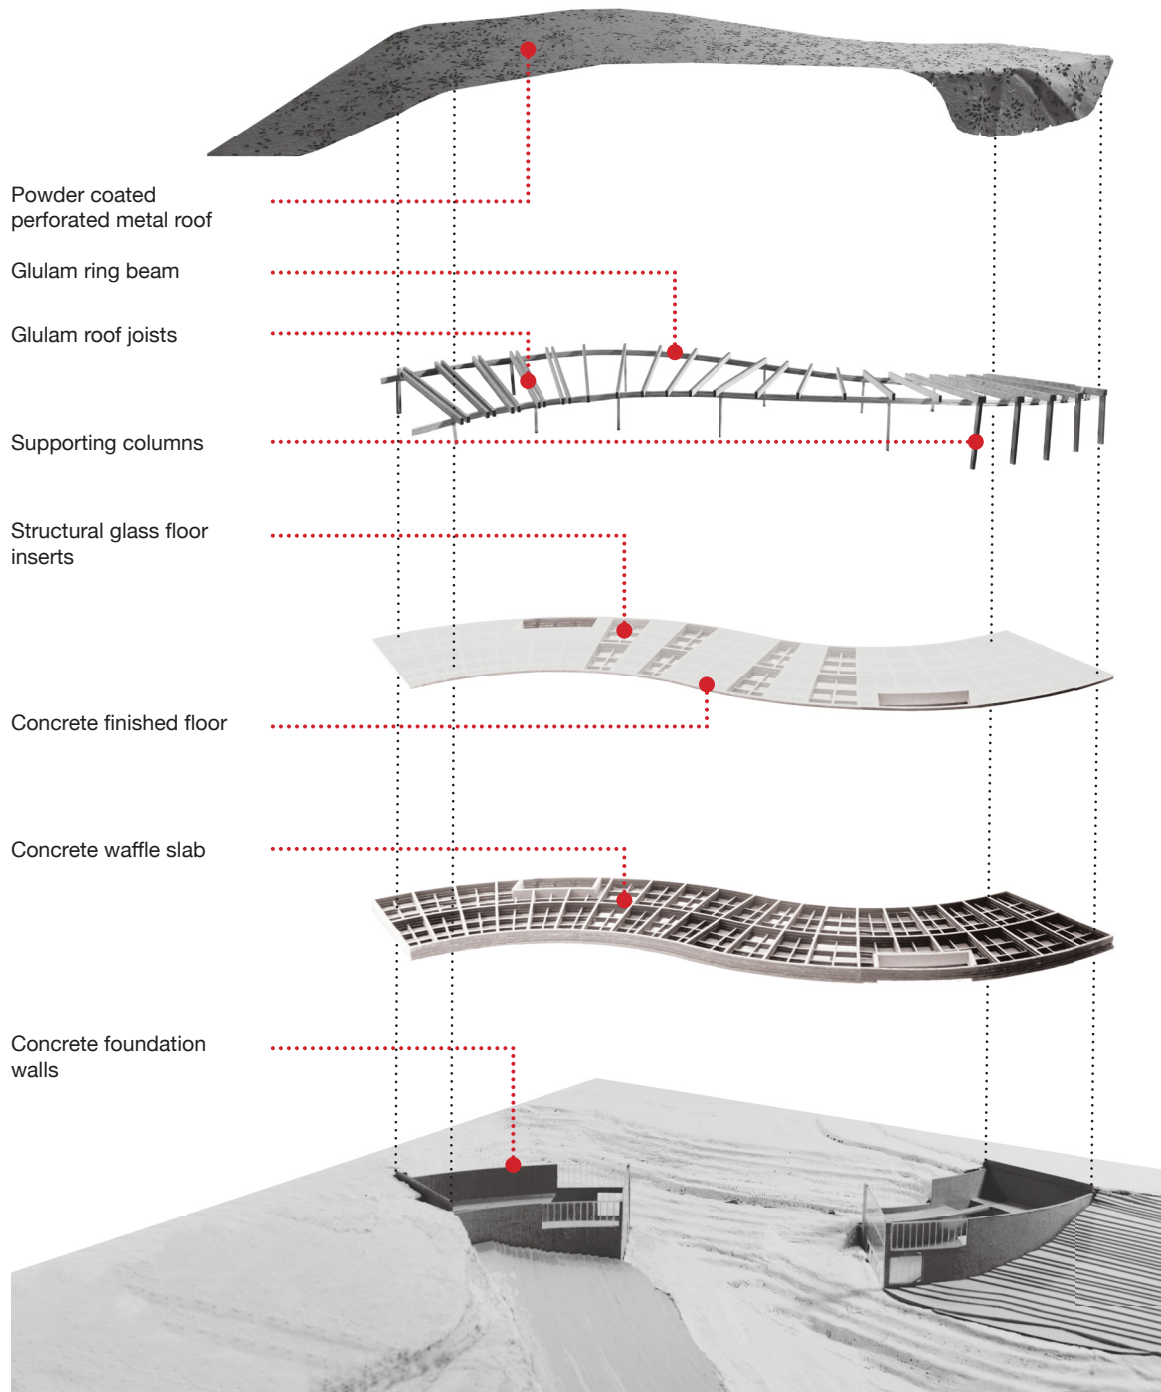 Powder coated
perforated metal roof
Glulam ring beam
Glulam roof joists
Supporting columns
Structural glass floor
inserts
Concrete finished floor
Concrete waffle slab
Concrete foundation
walls